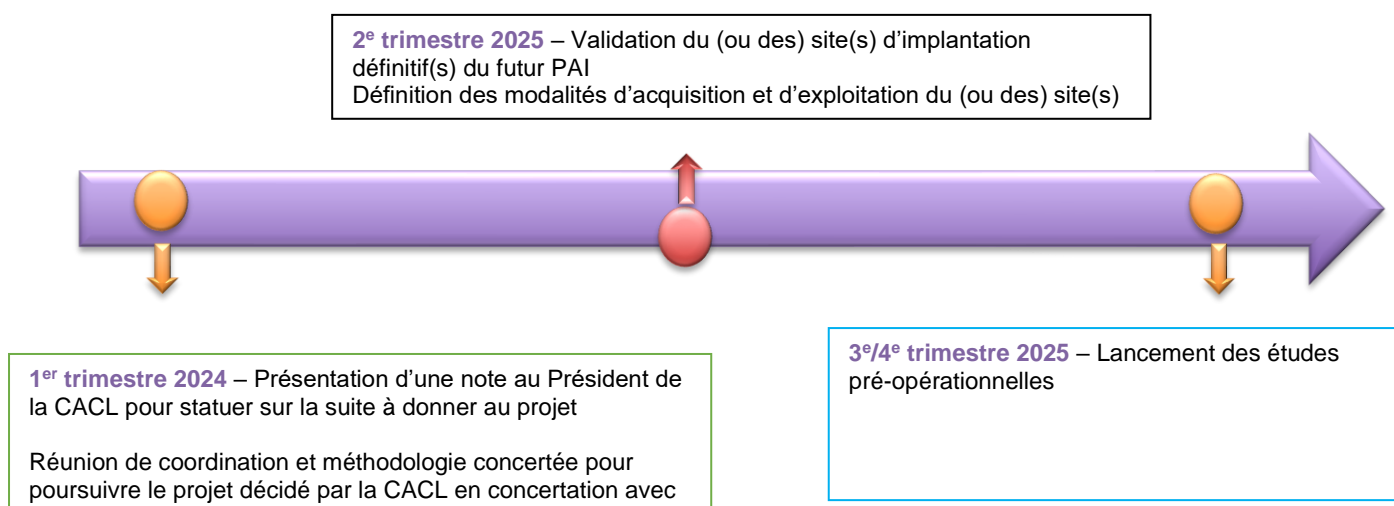 2e trimestre 2025 – Validation du (ou des) site(s) d’implantation
définitif(s) du futur PAI
Définition des modalités d’acquisition et d’exploitation du (ou des) site(s)
1er trimestre 2024 – Présentation d’une note au Président de
la CACL pour statuer sur la suite à donner au projet
Réunion de coordination et méthodologie concertée pour
poursuivre le projet décidé par la CACL en concertation avec
3e/4e trimestre 2025 – Lancement des études
pré-opérationnelles